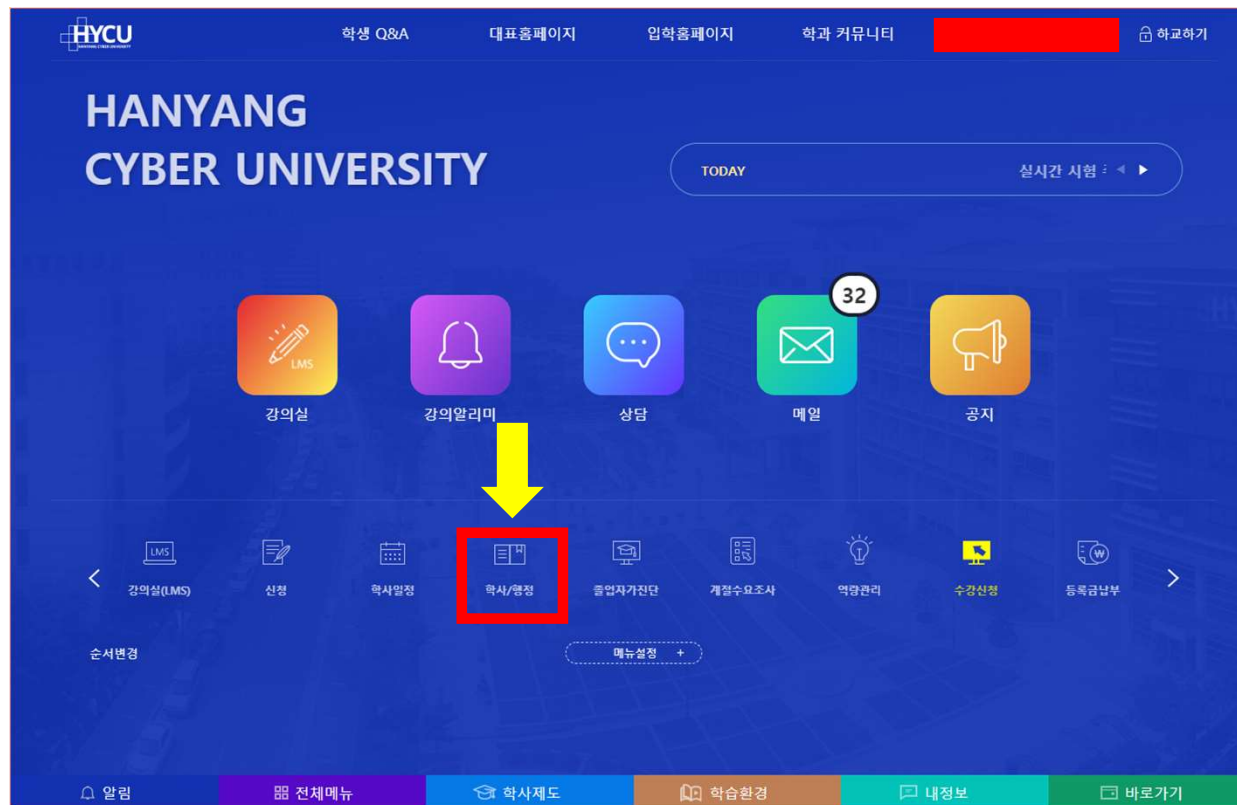 HYCU
학생 Q&A
대표홈페이지
입학홈페이지
학과 커뮤니티
하교하기
HANYANG
CYBER UNIVERSITY
TODAY
실시간 시험
32
LMS
강의실
강의알리미
상담
메일
공지
LMS
강의실(LMS)
신청
학사일정
학사/행정
졸업자가진단
계절수요조사
역량관리
수강신청
등록금납부
순서변경
메뉴설정 +
알림
전체메뉴
학사제도
학습환경
내정보
바로가기